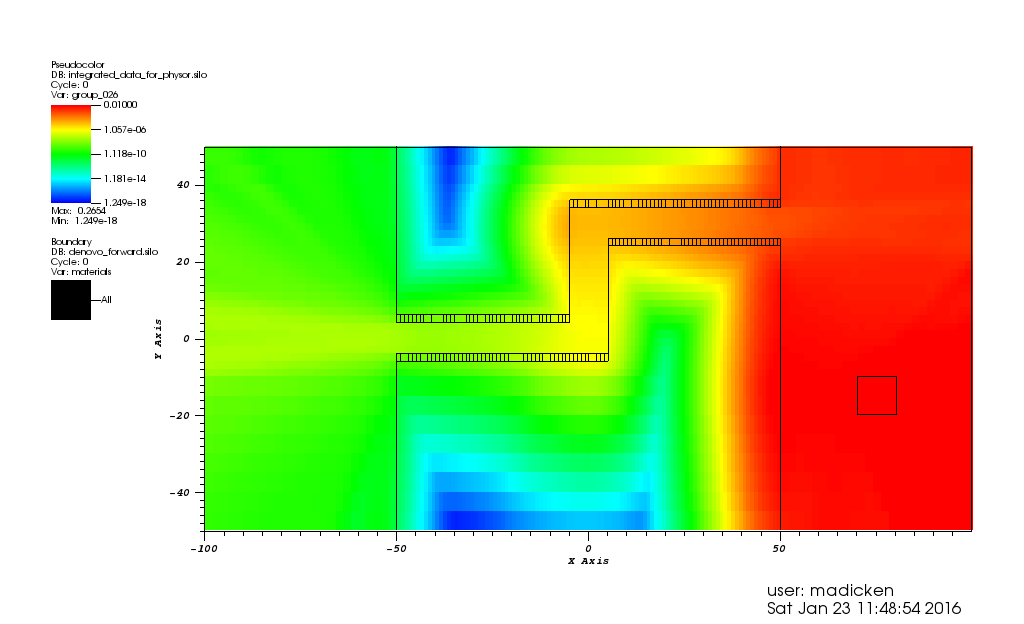 Pseudocolor
DB: integrated_data_for_physor.silo
Cycle: 0
Var: group_026
0.01000
1.057e-06
1.118e-10
1.181e-14
1.249e-18
Max: 0.2654
Min: 1.249e-18
Boundary
DB: denovo_forward.silo
Cycle: 0
Var: materials
All
40
20
0
-20
-40
Y Axis
-100
-50
0
50
X Axis
user: madicken
Sat Jan 23 11:48:54 2016